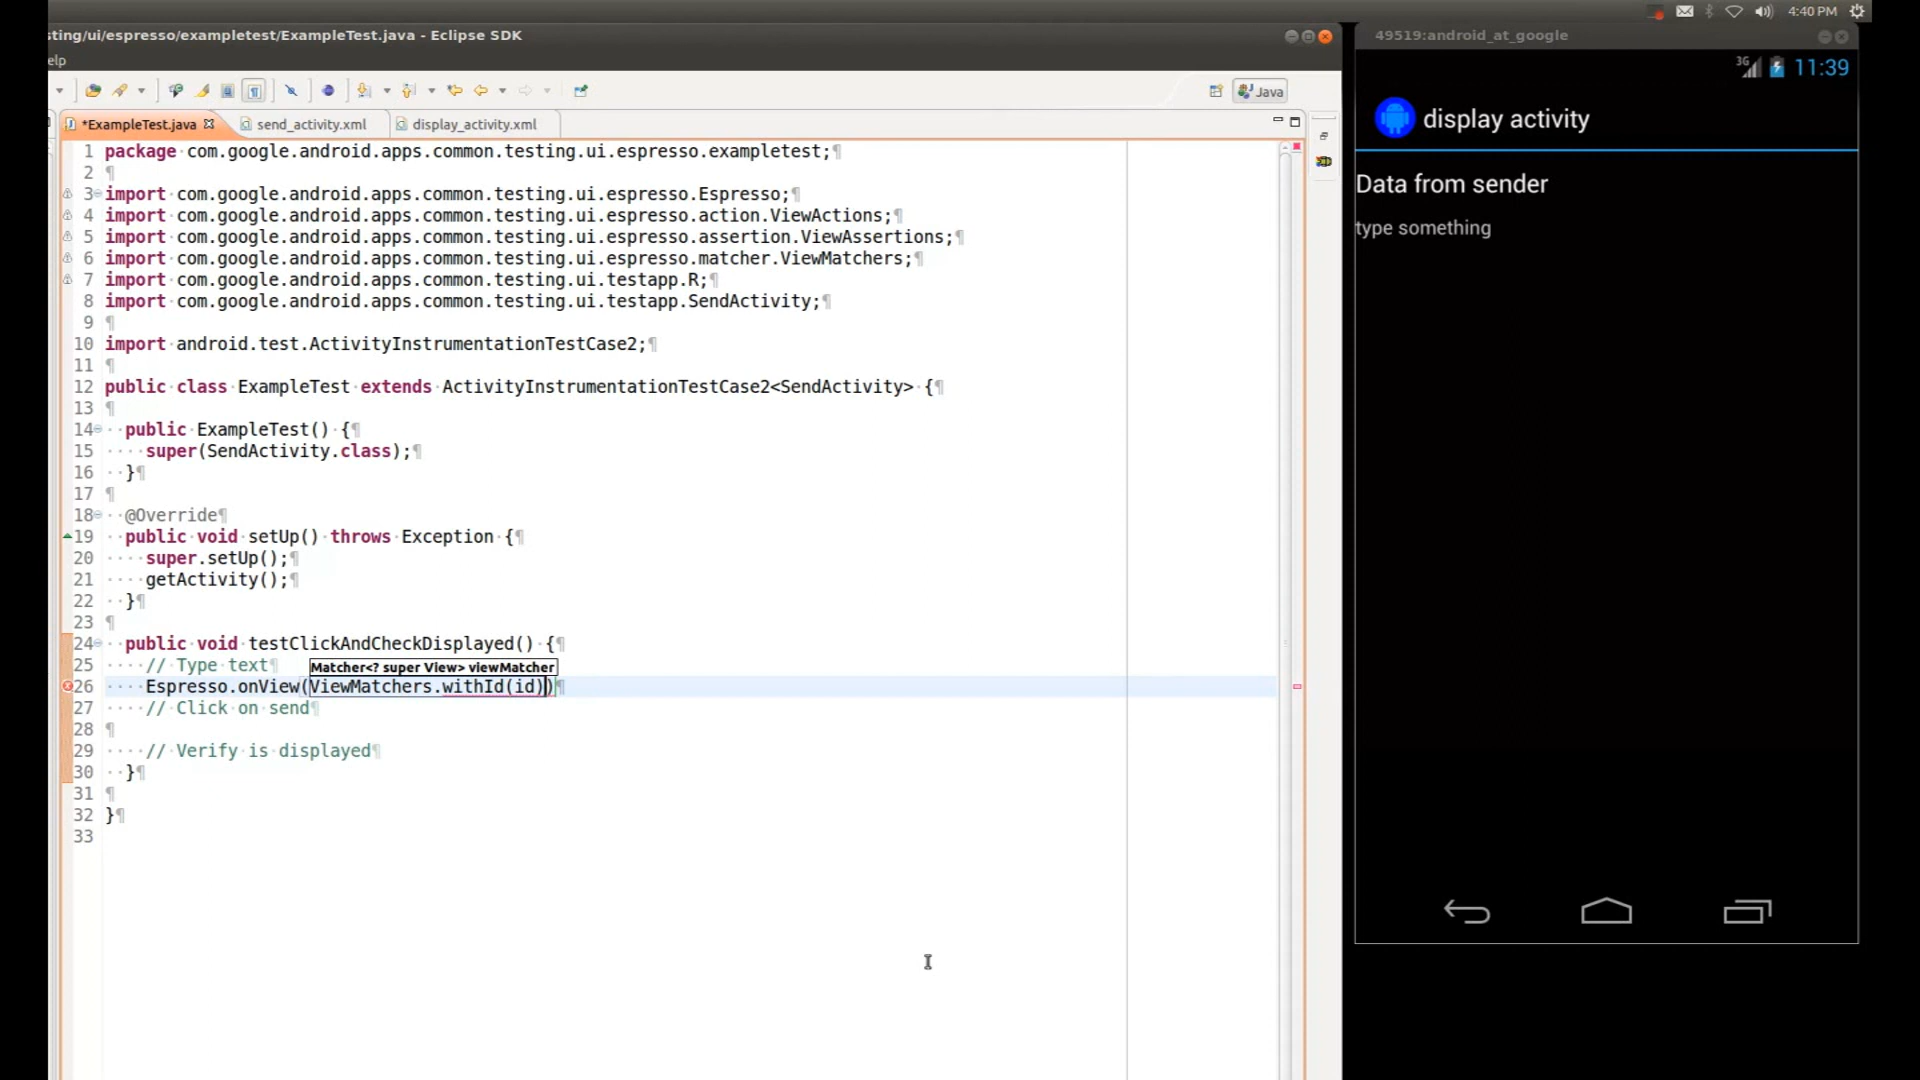 4:40 PM
sting/ui/espresso/exampletest/ExampleTest.java - Eclipse SDK
elp
Java
*ExampleTest.java
send_activity.xml
display_activity.xml
1 package com.google.android.apps.common.testing.ui.espresso.exampletest;
2
3 import com.google.android.apps.common.testing.ui.espresso.Espresso;
4 import com.google.android.apps.common.testing.ui.espresso.action.ViewActions;
5 import com.google.android.apps.common.testing.ui.espresso.assertion.ViewAssertions;
6 import com.google.android.apps.common.testing.ui.espresso.matcher.ViewMatchers;
7 import com.google.android.apps.common.testing.ui.testapp.R;
8 import com.google.android.apps.common.testing.ui.testapp.SendActivity;
9
10 import android.test.ActivityInstrumentationTestCase2;
11
12 public class ExampleTest extends ActivityInstrumentationTestCase2<SendActivity> {
13
14 public ExampleTest() {
15 super(SendActivity.class);
16 }
17
18 @Override
19 public void setUp() throws Exception {
20 super.setUp();
21 getActivity();
22 }
23
24 public void testClickAndCheckDisplayed() {
25 // Type text
Matcher<? super View> viewMatcher
26 Espresso.onView(ViewMatchers.withId(id))
27 // Click on send
28
29 // Verify is displayed
30 }
31
32 }
33
49519:android_at_google
3G
11:39
display activity
Data from sender
type something